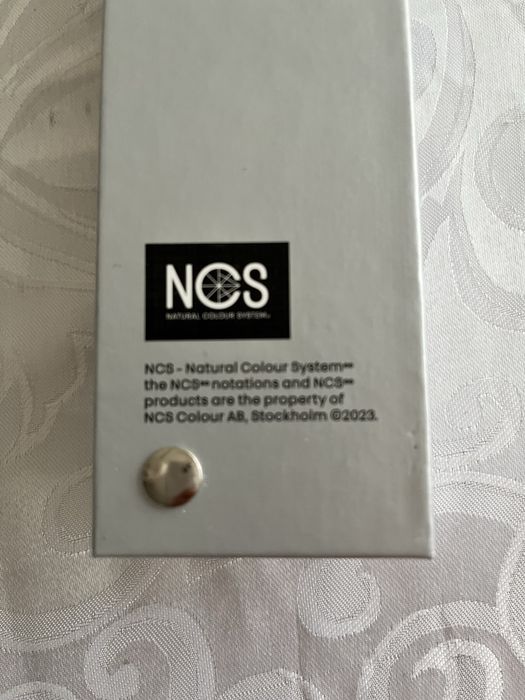 NCS
NATURAL COLOUR SYSTEM®
NCS - Natural Colour System®©
the NCS®© notations and NCS®©
products are the property of
NCS Colour AB, Stockholm ©2023.